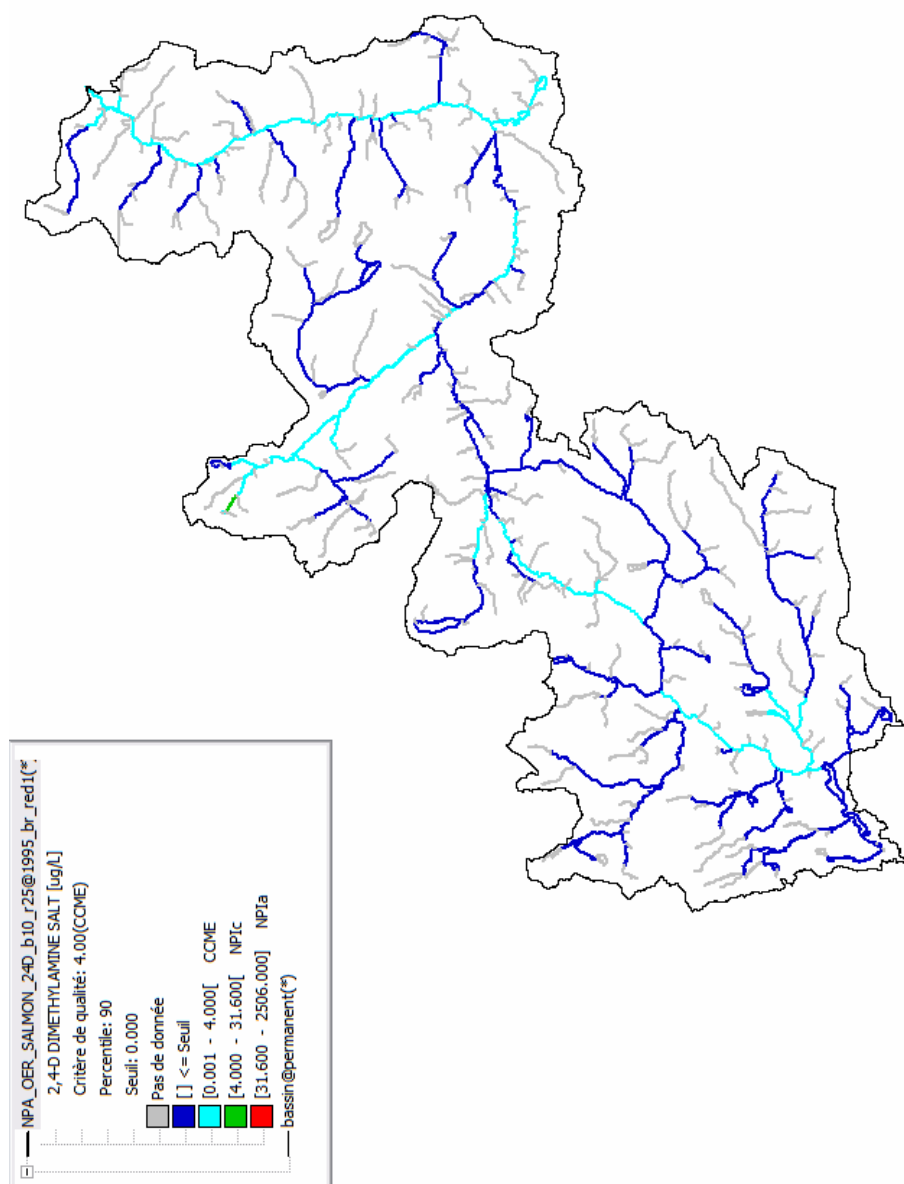 NPA_OER_SALMON_24D_b10_r25@1995_br_red1(*
2,4-D DIMETHYLAMINE SALT [ug/L]
Critère de qualité: 4.00(CCME)
Percentile: 90
Seuil: 0.000
Pas de donnée
[] <= Seuil
[0.001 - 4.000[ CCME
[4.000 - 31.600[ NPIc
[31.600 - 2506.000] NPIa
bassin@permanent(*)